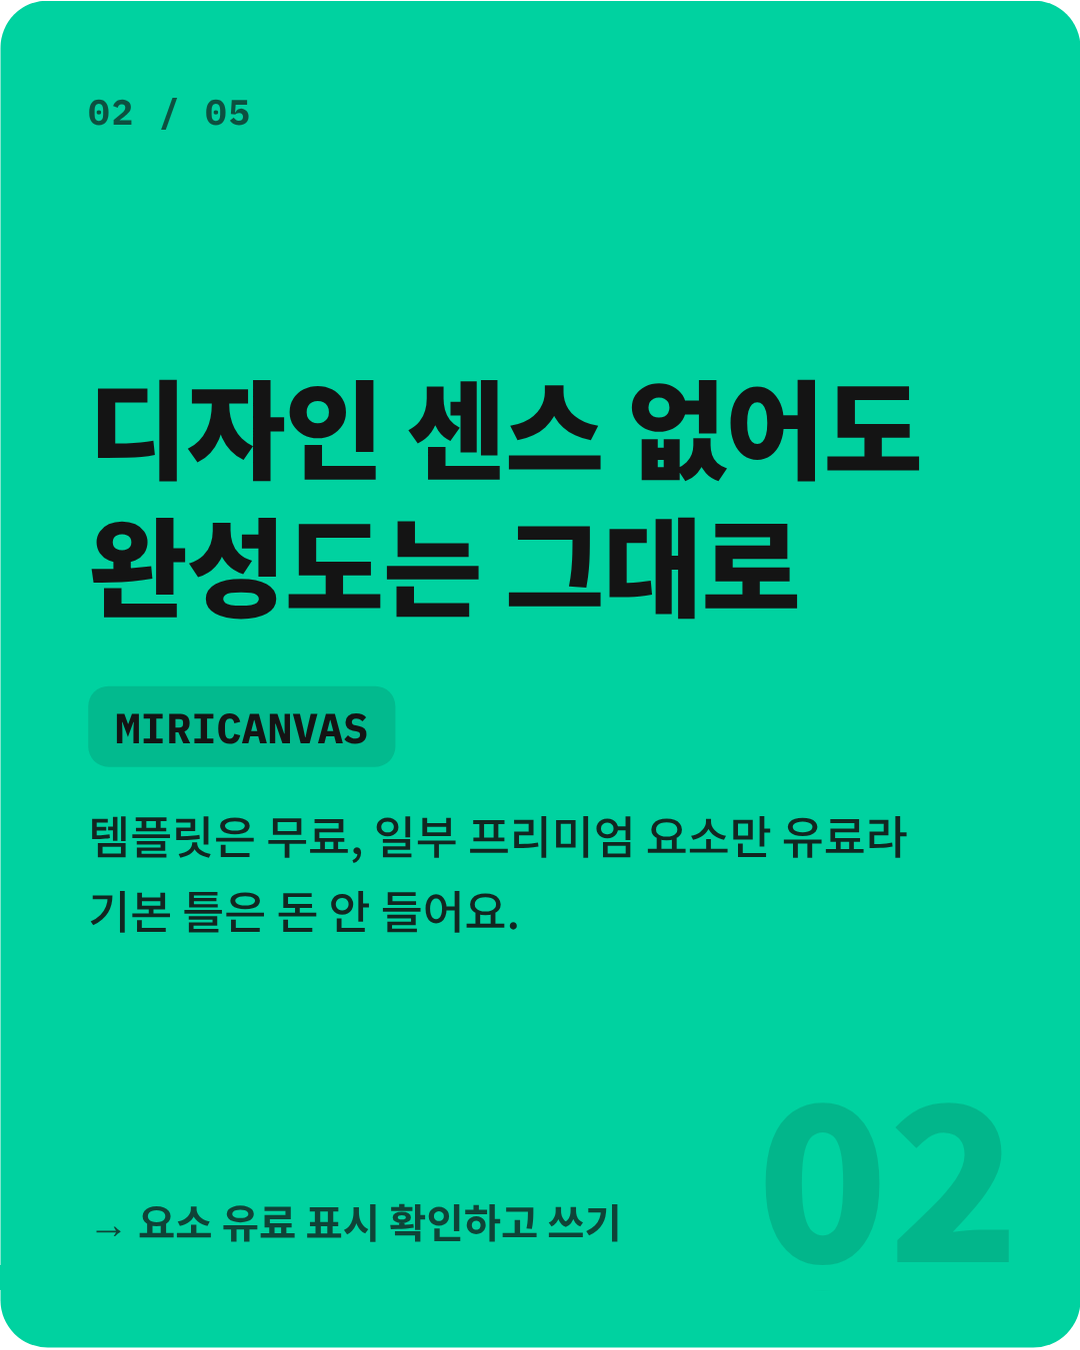 02 / 05
디자인 센스 없어도
완성도는 그대로
MIRICANVAS
템플릿은 무료, 일부 프리미엄 요소만 유료라
기본 틀은 돈 안 들어요.
→ 요소 유료 표시 확인하고 쓰기
02